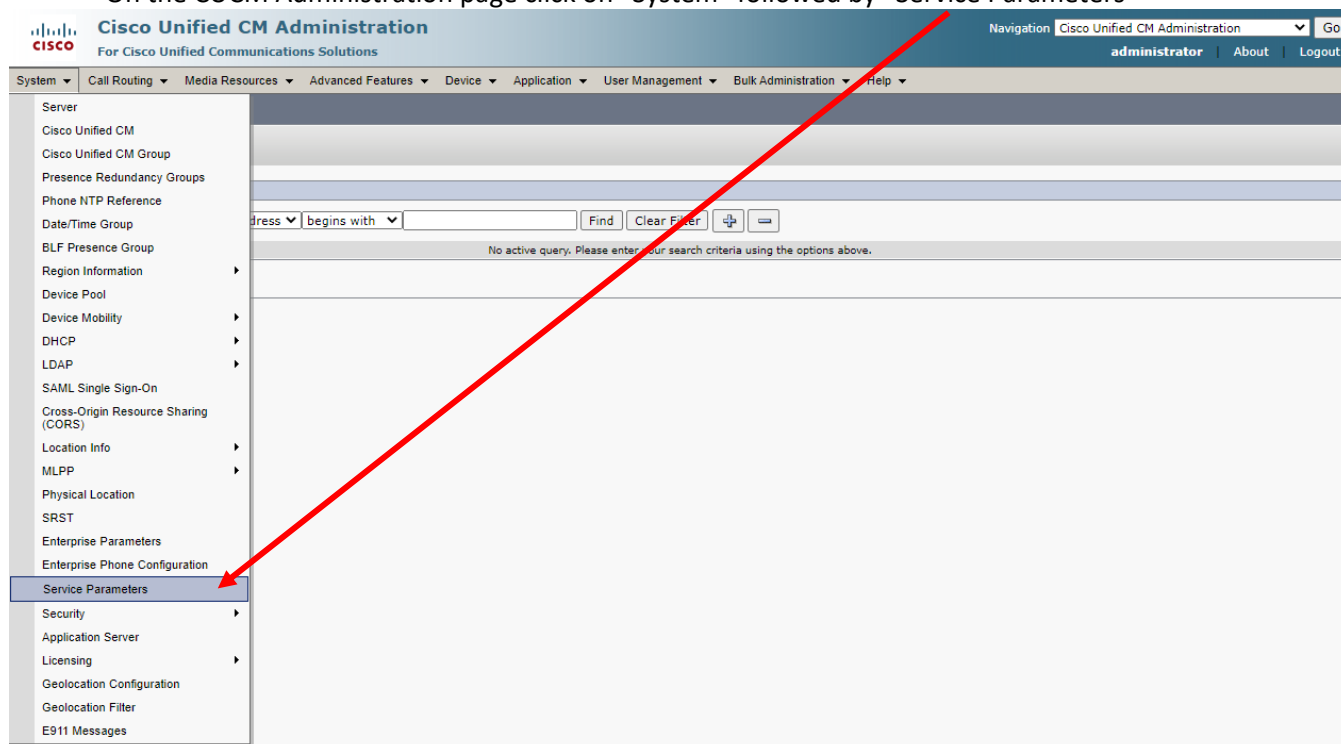 On the CUCM Administration page click on "System" followed by "Service Parameters"
Cisco Unified CM Administration
Navigation Cisco Unified CM Administration Go
CISCO For Cisco Unified Communications Solutions
administrator | About | Logout
System Call Routing Media Resources Advanced Features Device Application User Management Bulk Administration Help
Server
Cisco Unified CM
Cisco Unified CM Group
Presence Redundancy Groups
Phone NTP Reference
Date/Time Group
dress begins with Find Clear Filter
BLF Presence Group
No active query. Please enter your search criteria using the options above.
Region Information
Device Pool
Device Mobility
DHCP
LDAP
SAML Single Sign-On
Cross-Origin Resource Sharing
(CORS)
Location Info
MLPP
Physical Location
SRST
Enterprise Parameters
Enterprise Phone Configuration
Service Parameters
Security
Application Server
Licensing
Geolocation Configuration
Geolocation Filter
E911 Messages